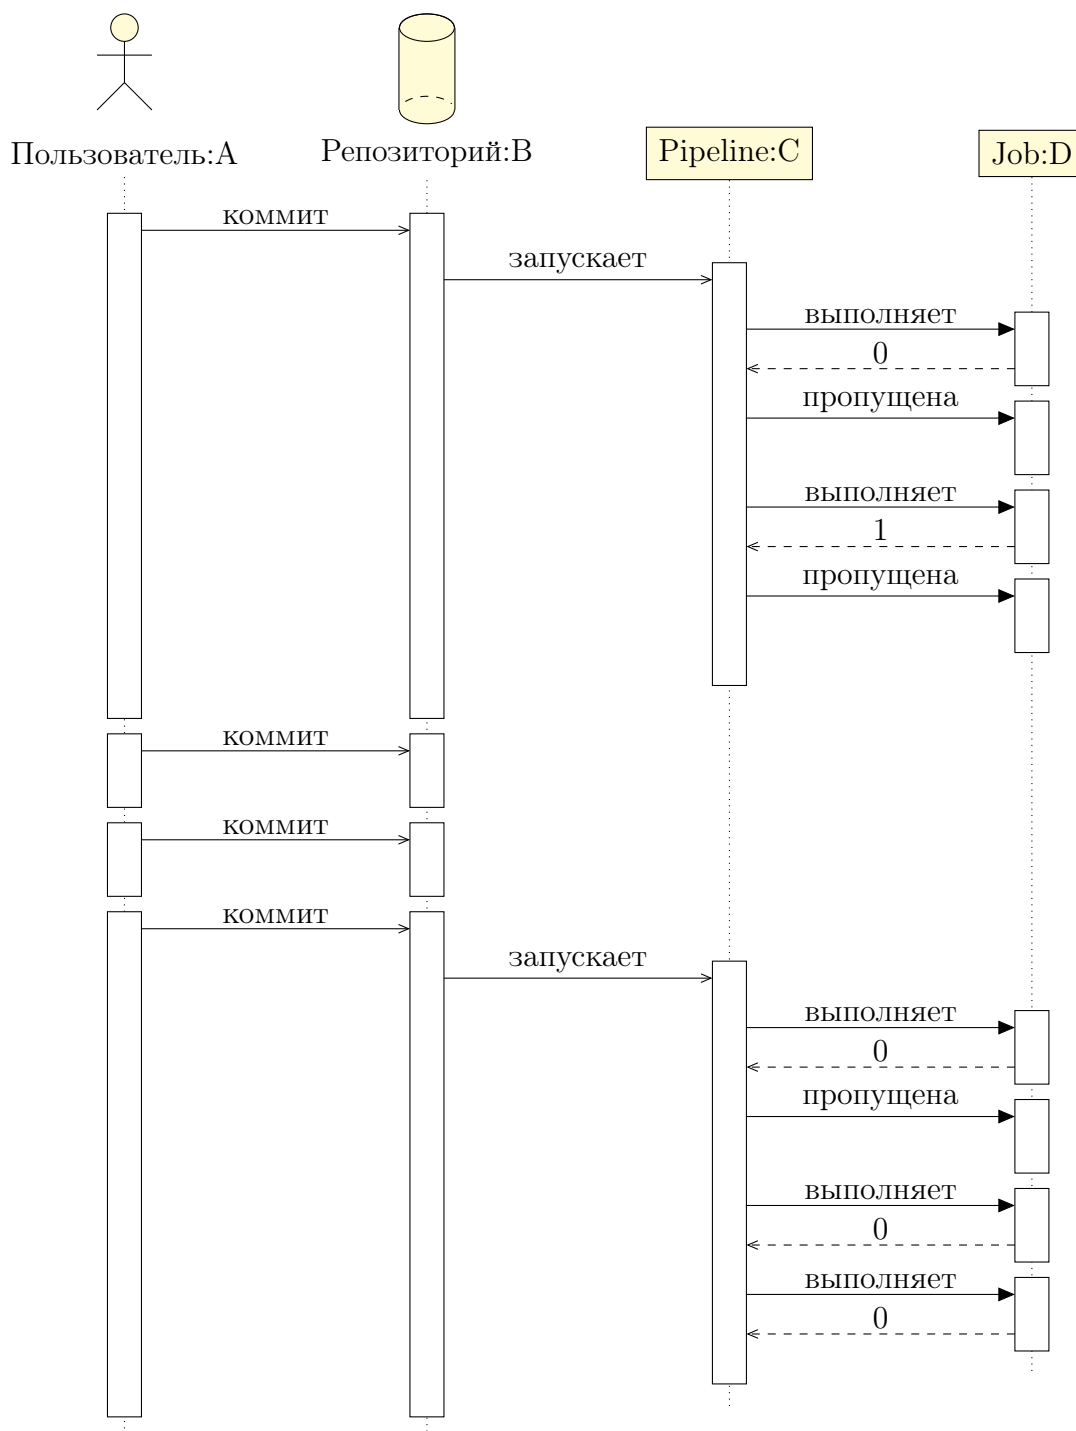 Пользователь:A
Репозиторий:B
Pipeline:C
Job:D
коммит
запускает
выполняет
0
пропущена
выполняет
1
пропущена
коммит
коммит
коммит
запускает
выполняет
0
пропущена
выполняет
0
выполняет
0